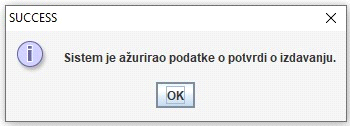 SUCCESS
Sistem je ažurirao podatke o potvrdi o izdavanju.
OK